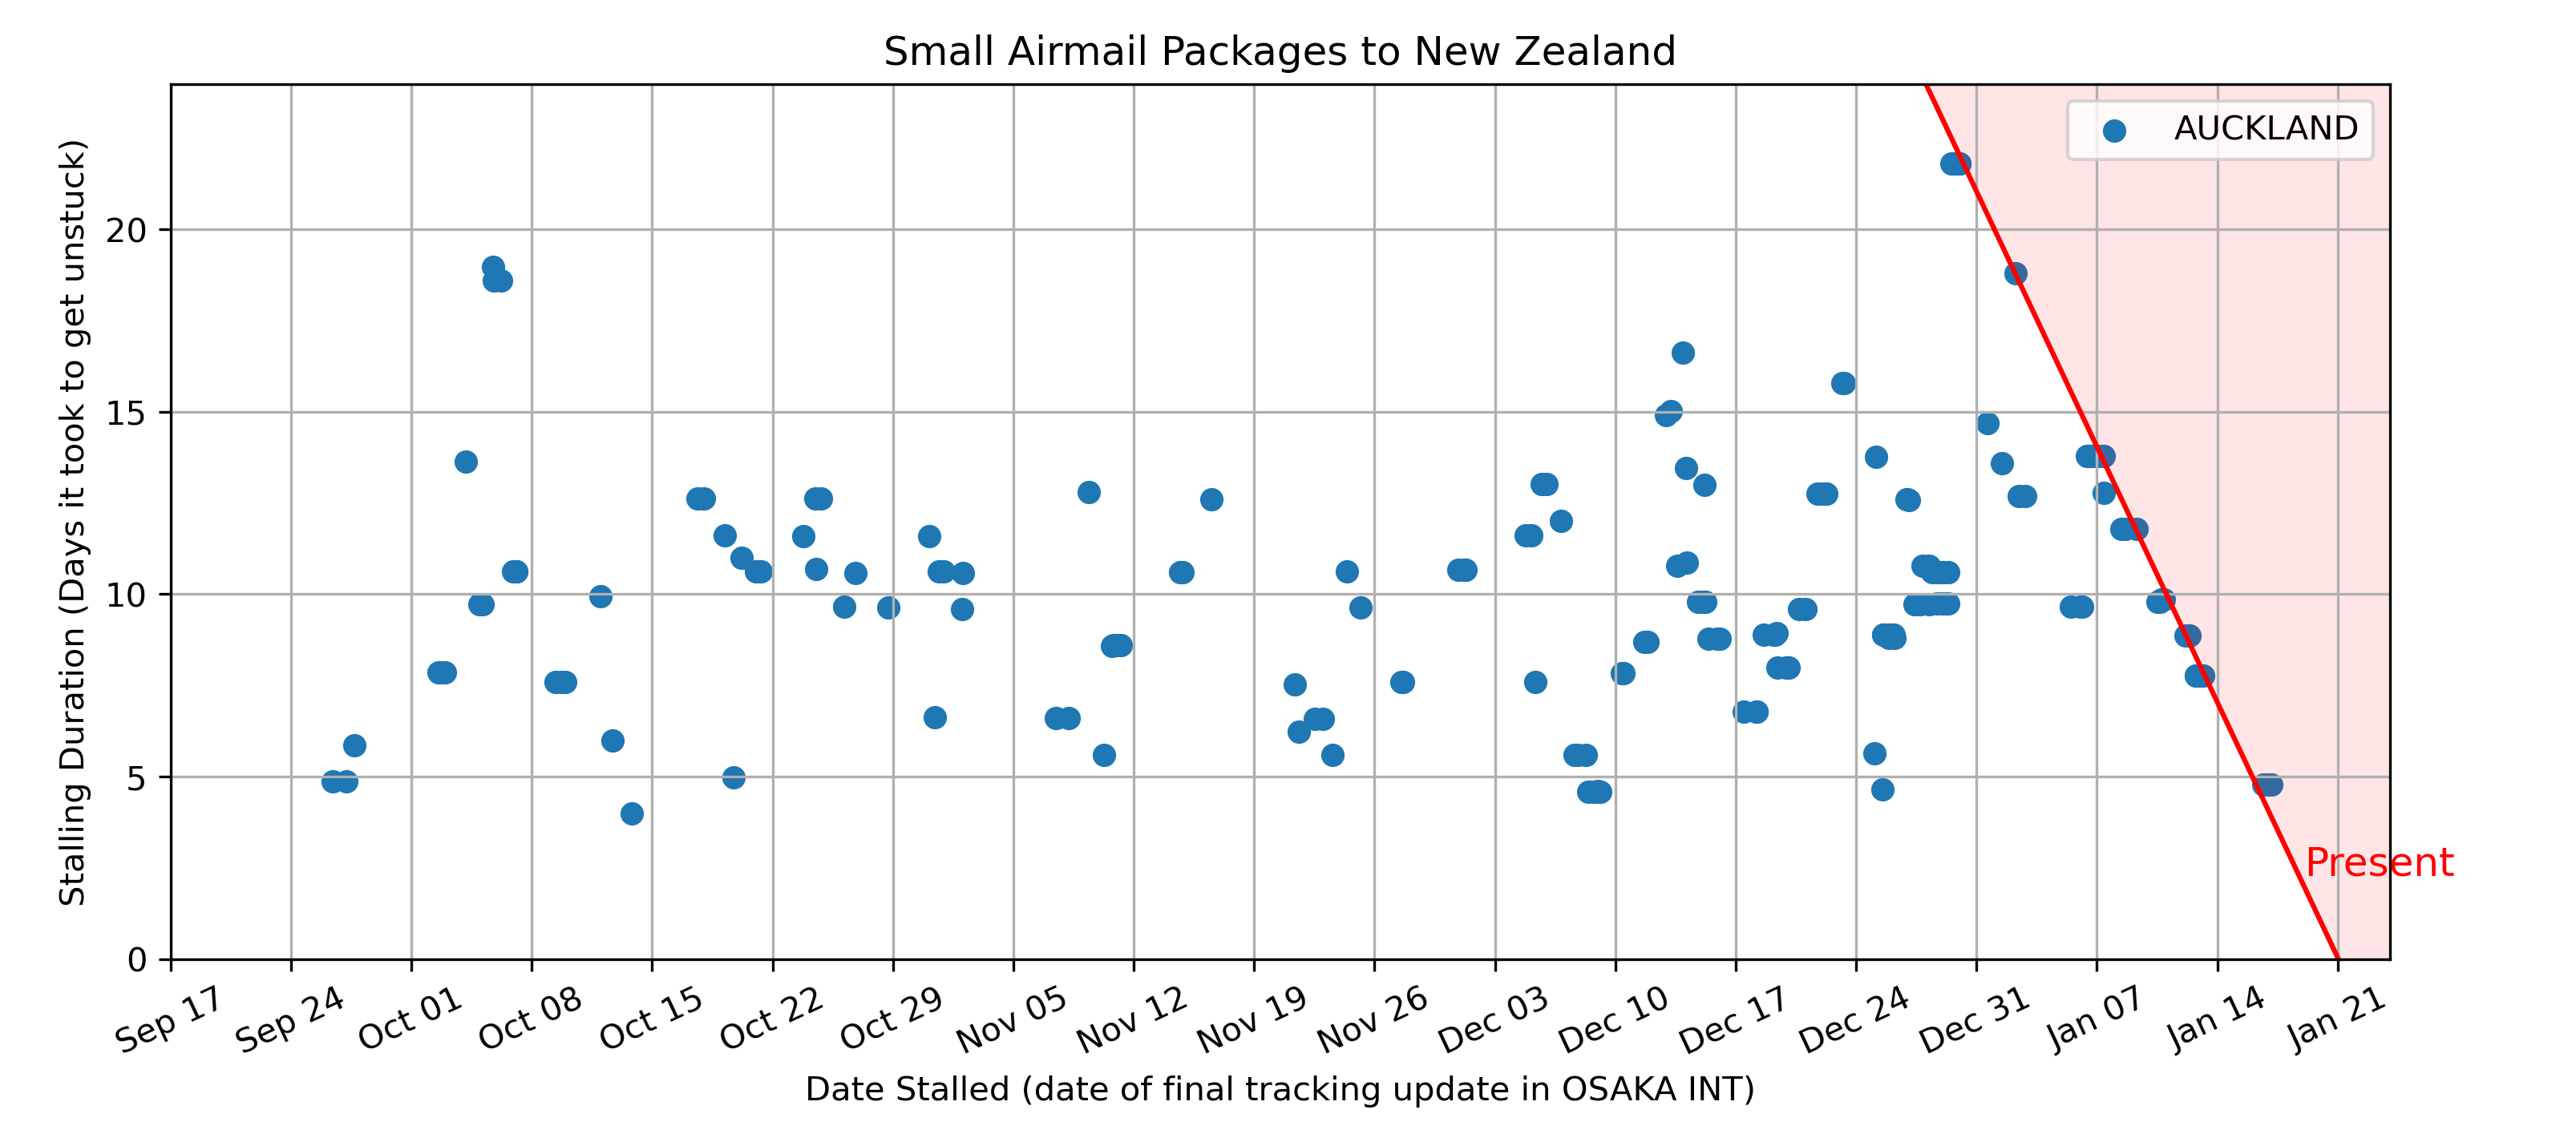 Small Airmail Packages to New Zealand
AUCKLAND
Stalling Duration (Days it took to get unstuck)
20
15
10
5
0
Present
Sep 17
Sep 24
Oct 01
Oct 08
Oct 15
Oct 22
Oct 29
Nov 05
Nov 12
Nov 19
Nov 26
Dec 03
Dec 10
Dec 17
Dec 24
Dec 31
Jan 07
Jan 14
Jan 21
Date Stalled (date of final tracking update in OSAKA INT)